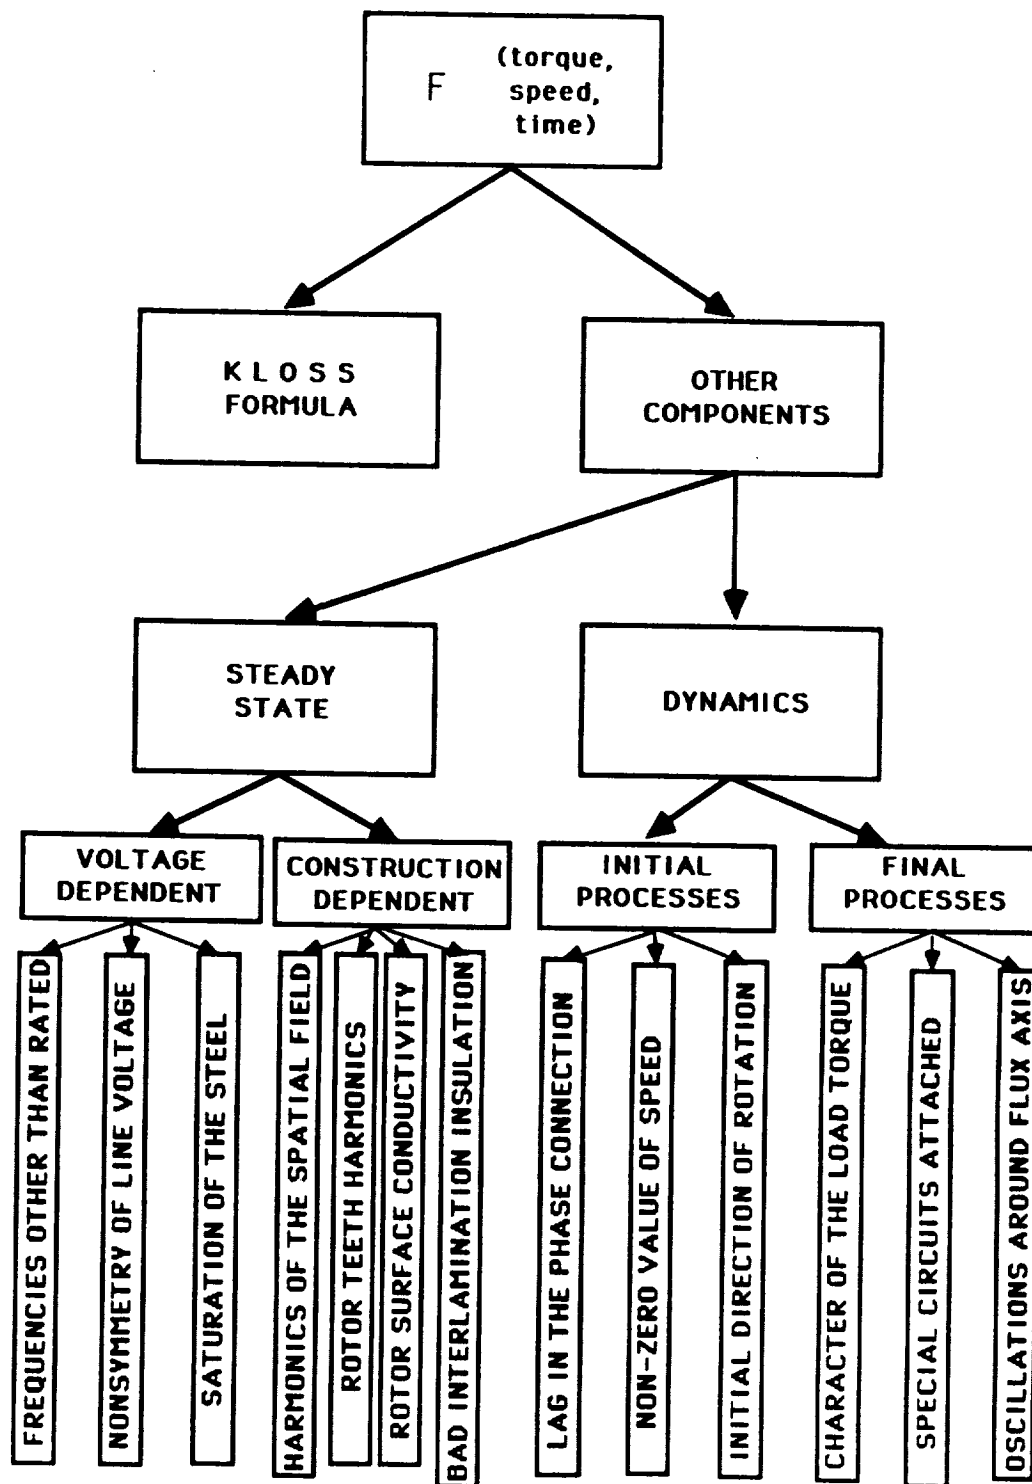 F (torque,
speed,
time)
K L O S S
FORMULA
OTHER
COMPONENTS
STEADY
STATE
DYNAMICS
VOLTAGE
DEPENDENT
CONSTRUCTION
DEPENDENT
INITIAL
PROCESSES
FINAL
PROCESSES
FREQUENCIES OTHER THAN RATED
NONSYMMETRY OF LINE VOLTAGE
SATURATION OF THE STEEL
HARMONICS OF THE SPATIAL FIELD
ROTOR TEETH HARMONICS
ROTOR SURFACE CONDUCTIVITY
BAD INTERLAMINATION INSULATION
LAG IN THE PHASE CONNECTION
NON-ZERO VALUE OF SPEED
INITIAL DIRECTION OF ROTATION
CHARACTER OF THE LOAD TORQUE
SPECIAL CIRCUITS ATTACHED
OSCILLATIONS AROUND FLUX AXIS